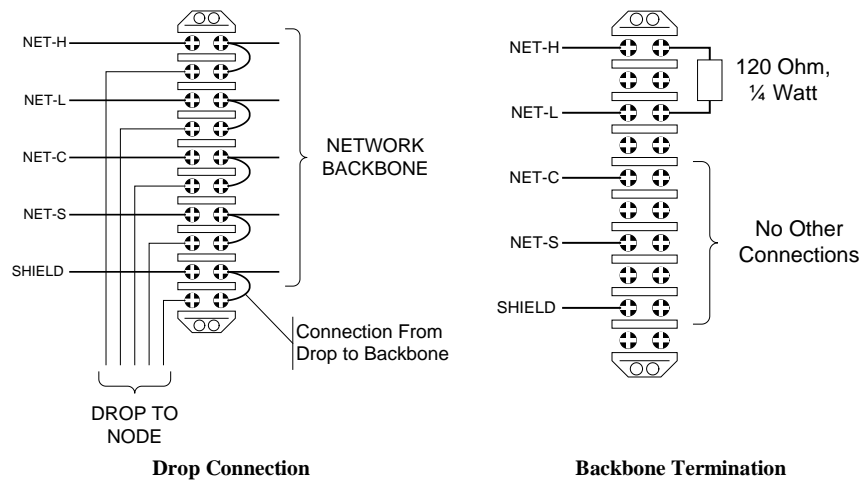 NET-H
NET-L
NET-C
NET-S
SHIELD
NETWORK
BACKBONE
Connection From
Drop to Backbone
DROP TO
NODE
Drop Connection
NET-H
NET-L
NET-C
NET-S
SHIELD
120 Ohm,
¼ Watt
No Other
Connections
Backbone Termination